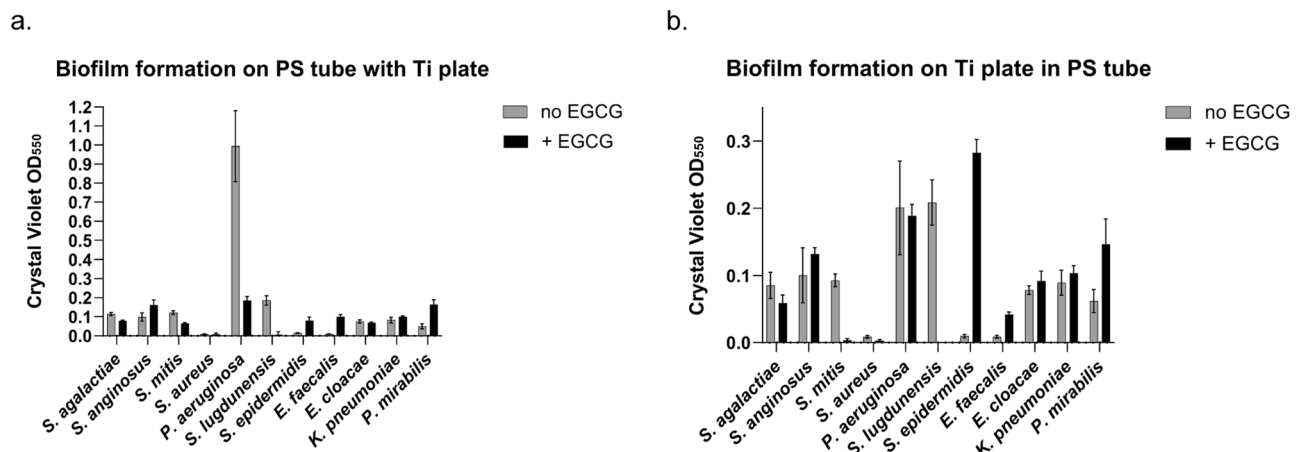 a.
Biofilm formation on PS tube with Ti plate
Crystal Violet OD550
1.2
1.1
1.0
0.9
0.8
0.7
0.6
0.5
0.4
0.3
0.2
0.1
0.0
no EGCG
+ EGCG
S. agalactiae
S. anginosus
S. mitis
S. aureus
P. aeruginosa
S. lugdunensis
S. epidermidis
E. faecalis
E. cloacae
K. pneumoniae
P. mirabilis
b.
Biofilm formation on Ti plate in PS tube
Crystal Violet OD550
0.3
0.2
0.1
0.0
no EGCG
+ EGCG
S. agalactiae
S. anginosus
S. mitis
S. aureus
P. aeruginosa
S. lugdunensis
S. epidermidis
E. faecalis
E. cloacae
K. pneumoniae
P. mirabilis